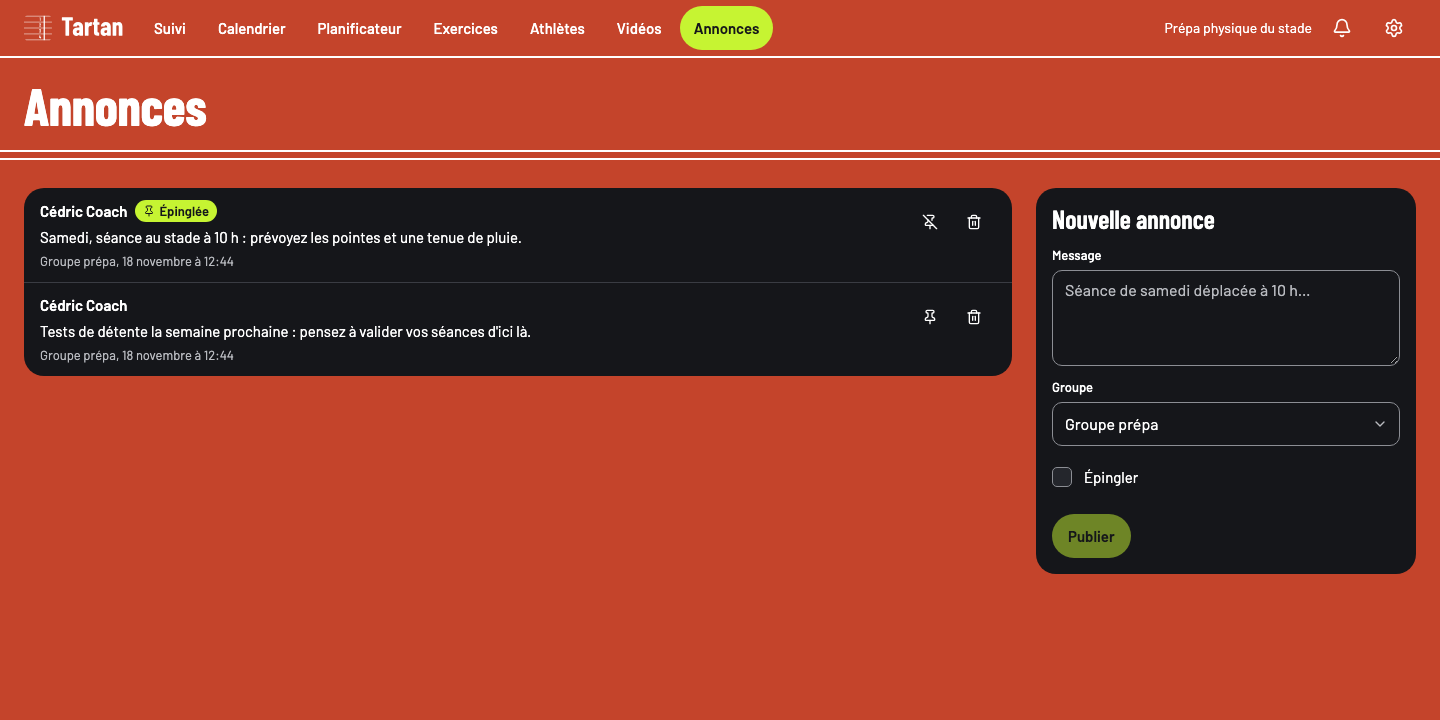 Tartan
Suivi
Calendrier
Planificateur
Exercices
Athlètes
Vidéos
Annonces
Prépa physique du stade
Annonces
Cédric Coach
Épinglée
Samedi, séance au stade à 10 h : prévoyez les pointes et une tenue de pluie.
Groupe prépa, 18 novembre à 12:44
Cédric Coach
Tests de détente la semaine prochaine : pensez à valider vos séances d'ici là.
Groupe prépa, 18 novembre à 12:44
Nouvelle annonce
Message
Séance de samedi déplacée à 10 h…
Groupe
Groupe prépa
Épingler
Publier